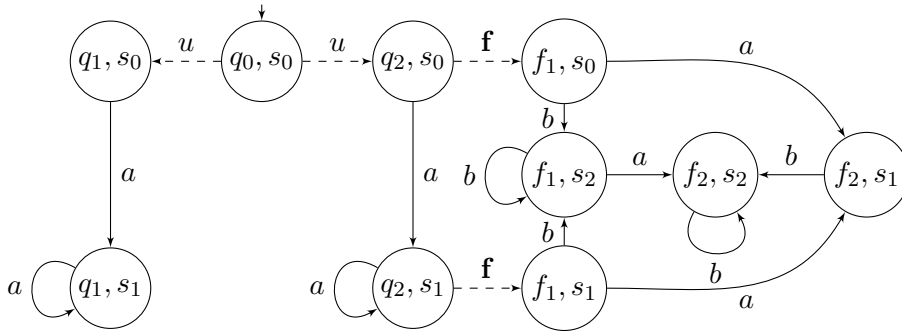 u
u
f
a
q₁, s₀
q₀, s₀
q₂, s₀
f₁, s₀
b
a
a
b
f₁, s₂
a
f₂, s₂
b
f₂, s₁
b
b
f
a
q₁, s₁
a
q₂, s₁
f₁, s₁
a